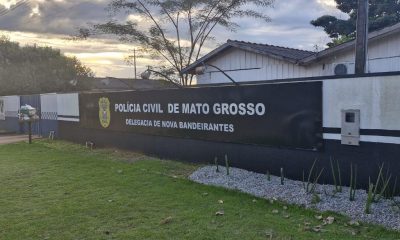 POLÍCIA CIVIL DE MATO GROSSO
DELEGACIA DE NOVA BANDEIRANTES